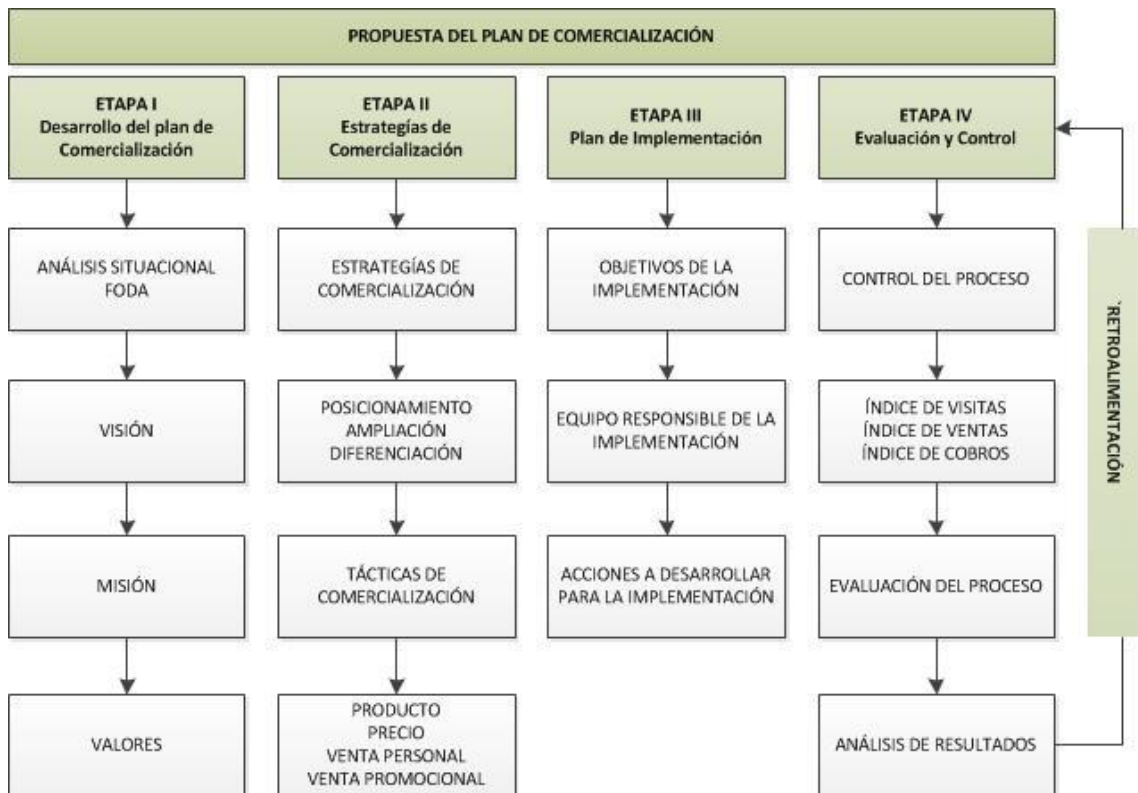 PROPUESTA DEL PLAN DE COMERCIALIZACIÓN
ETAPA I
Desarrollo del plan de
Comercialización
ANÁLISIS SITUACIONAL
FODA
VISIÓN
MISIÓN
VALORES
ETAPA II
Estrategías de
Comercialización
ESTRATEGÍAS DE
COMERCIALIZACIÓN
POSICIONAMIENTO
AMPLIACIÓN
DIFERENCIACIÓN
TÁCTICAS DE
COMERCIALIZACIÓN
PRODUCTO
PRECIO
VENTA PERSONAL
VENTA PROMOCIONAL
ETAPA III
Plan de Implementación
OBJETIVOS DE LA
IMPLEMENTACIÓN
EQUIPO RESPONSIBLE DE LA
IMPLEMENTACIÓN
ACCIONES A DESARROLLAR
PARA LA IMPLEMENTACIÓN
ETAPA IV
Evaluación y Control
CONTROL DEL PROCESO
ÍNDICE DE VISITAS
ÍNDICE DE VENTAS
ÍNDICE DE COBROS
EVALUACIÓN DEL PROCESO
ANÁLISIS DE RESULTADOS
`RETROALIMENTACIÓN